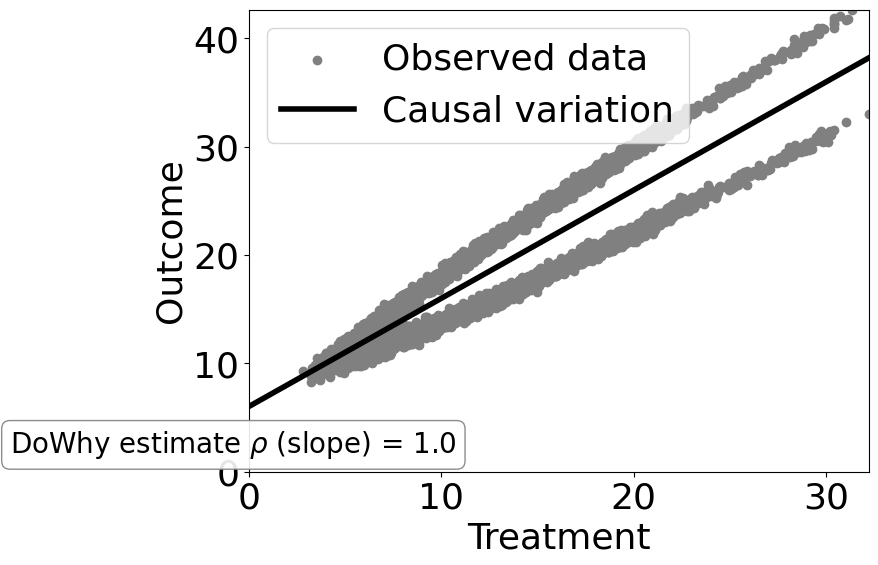 40
30
20
10
0
Outcome
Observed data
Causal variation
DoWhy estimate ρ (slope) = 1.0
0 10 20 30
Treatment